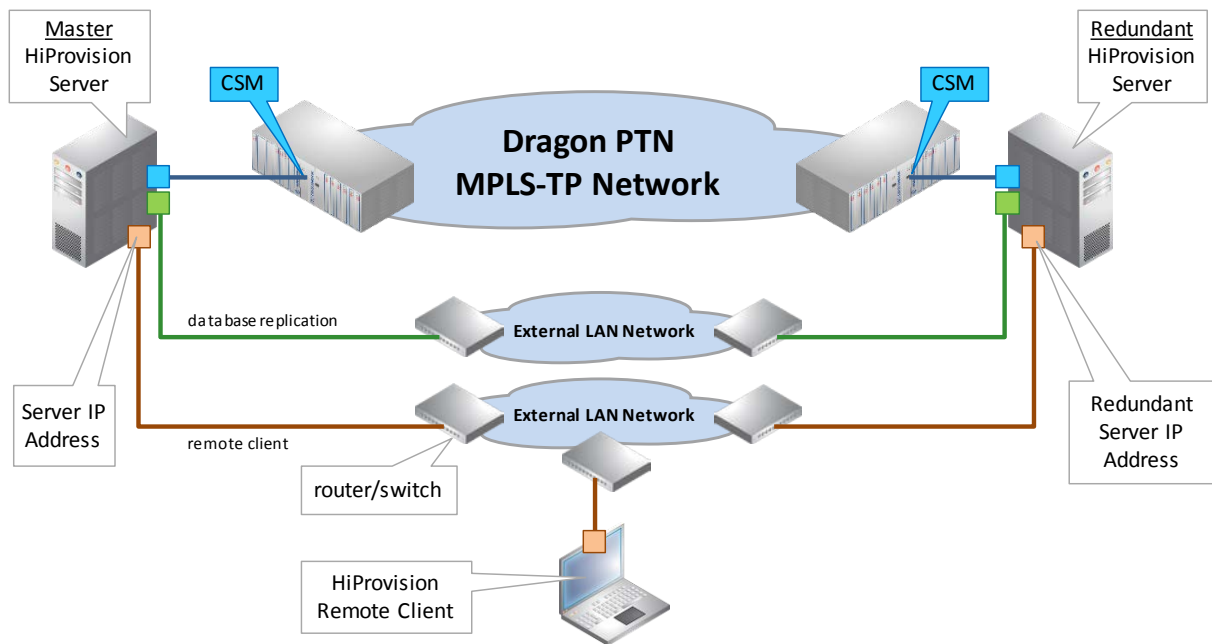 Master
HiProvision
Server
CSM
Dragon PTN
MPLS-TP Network
CSM
Redundant
HiProvision
Server
database replication
External LAN Network
Server IP
Address
remote client
External LAN Network
router/switch
Redundant
Server IP
Address
HiProvision
Remote Client